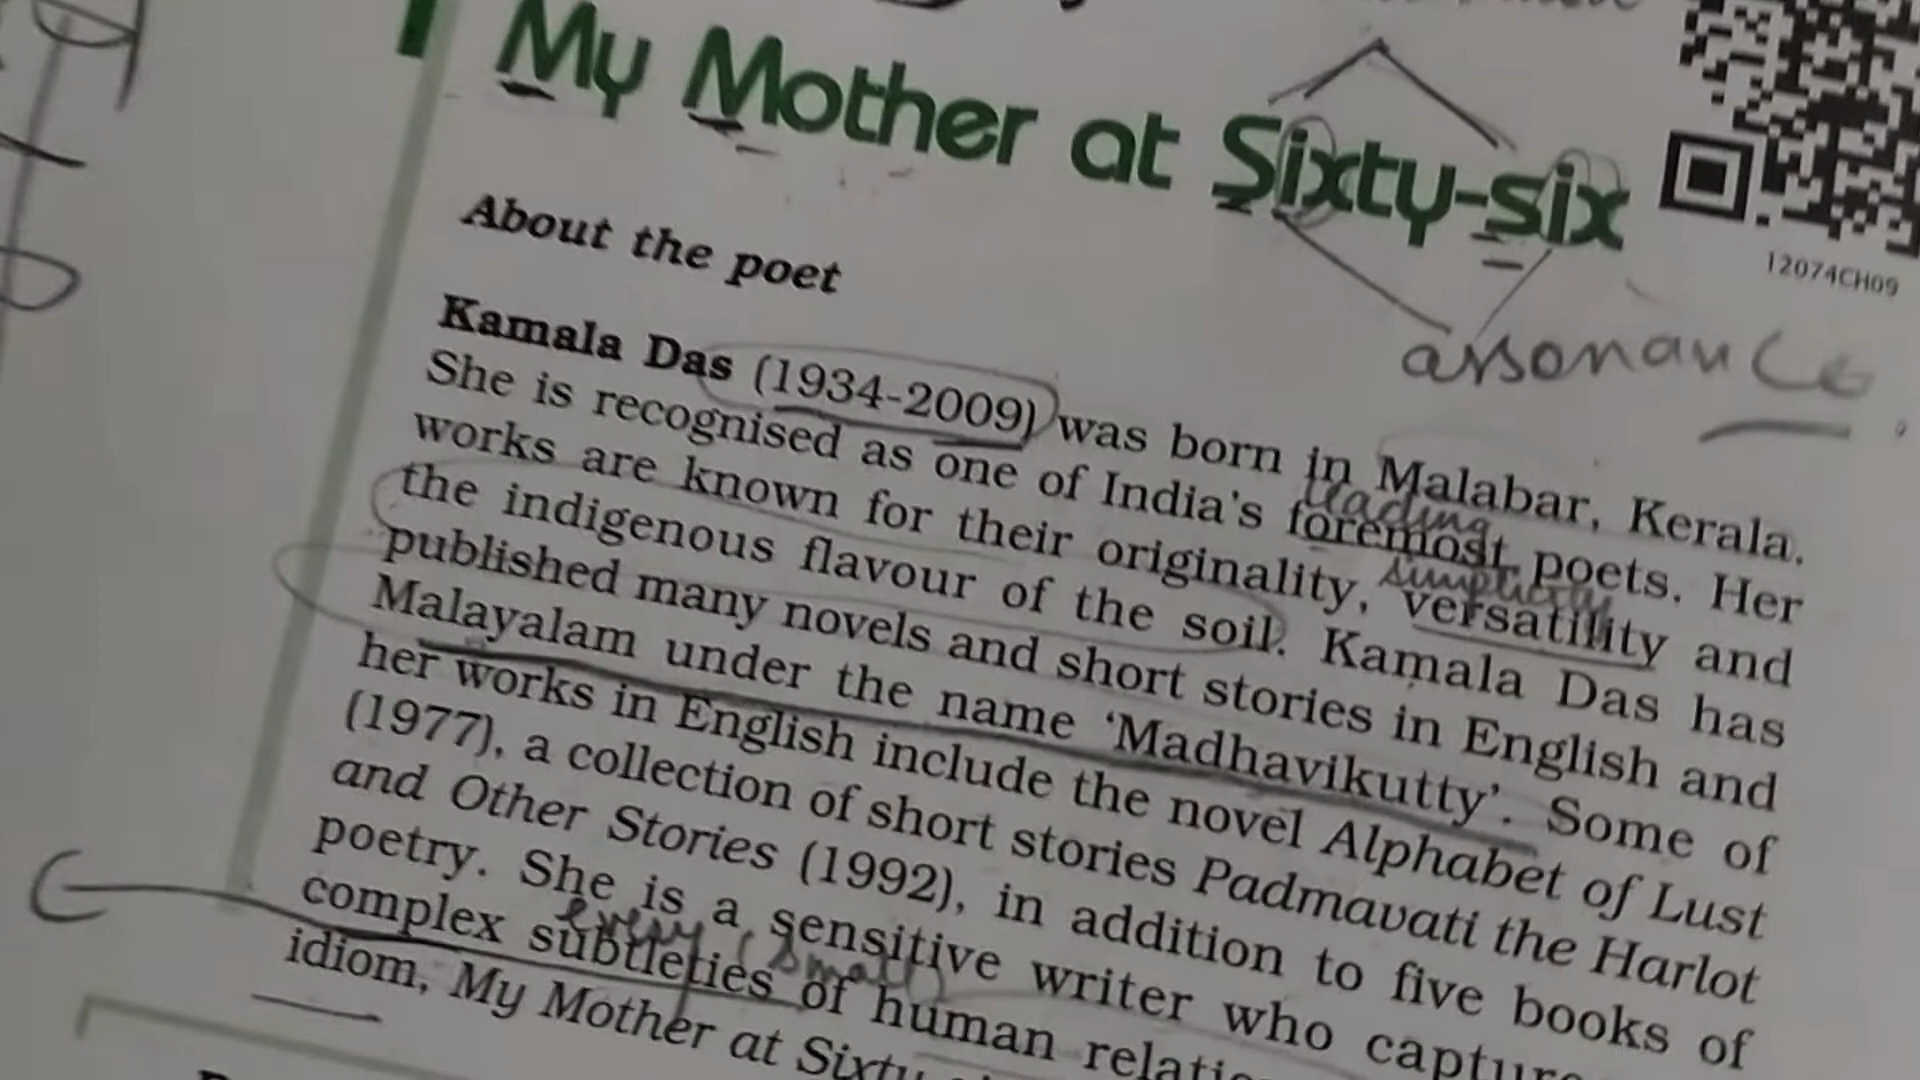 My Mother at Sixty-six
12074CH09
assonance
About the poet
Kamala Das (1934-2009) was born in Malabar, Kerala.
She is recognised as one of India's foremost poets. Her
leading
works are known for their originality, versatility and
simplicity
the indigenous flavour of the soil. Kamala Das has
published many novels and short stories in English and
Malayalam under the name ‘Madhavikutty’. Some of
her works in English include the novel Alphabet of Lust
(1977), a collection of short stories Padmavati the Harlot
and Other Stories (1992), in addition to five books of
poetry. She is a sensitive writer who
every small
complex subtleties of human
idiom, My Mother at